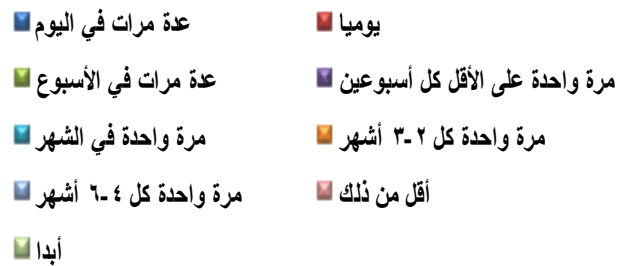 عدة مرات في اليوم
يوميا
عدة مرات في الأسبوع
مرة واحدة على الأقل كل أسبوعين
مرة واحدة في الشهر
مرة واحدة كل ٢-٣ أشهر
مرة واحدة كل ٤-٦ أشهر
أقل من ذلك
أبدا